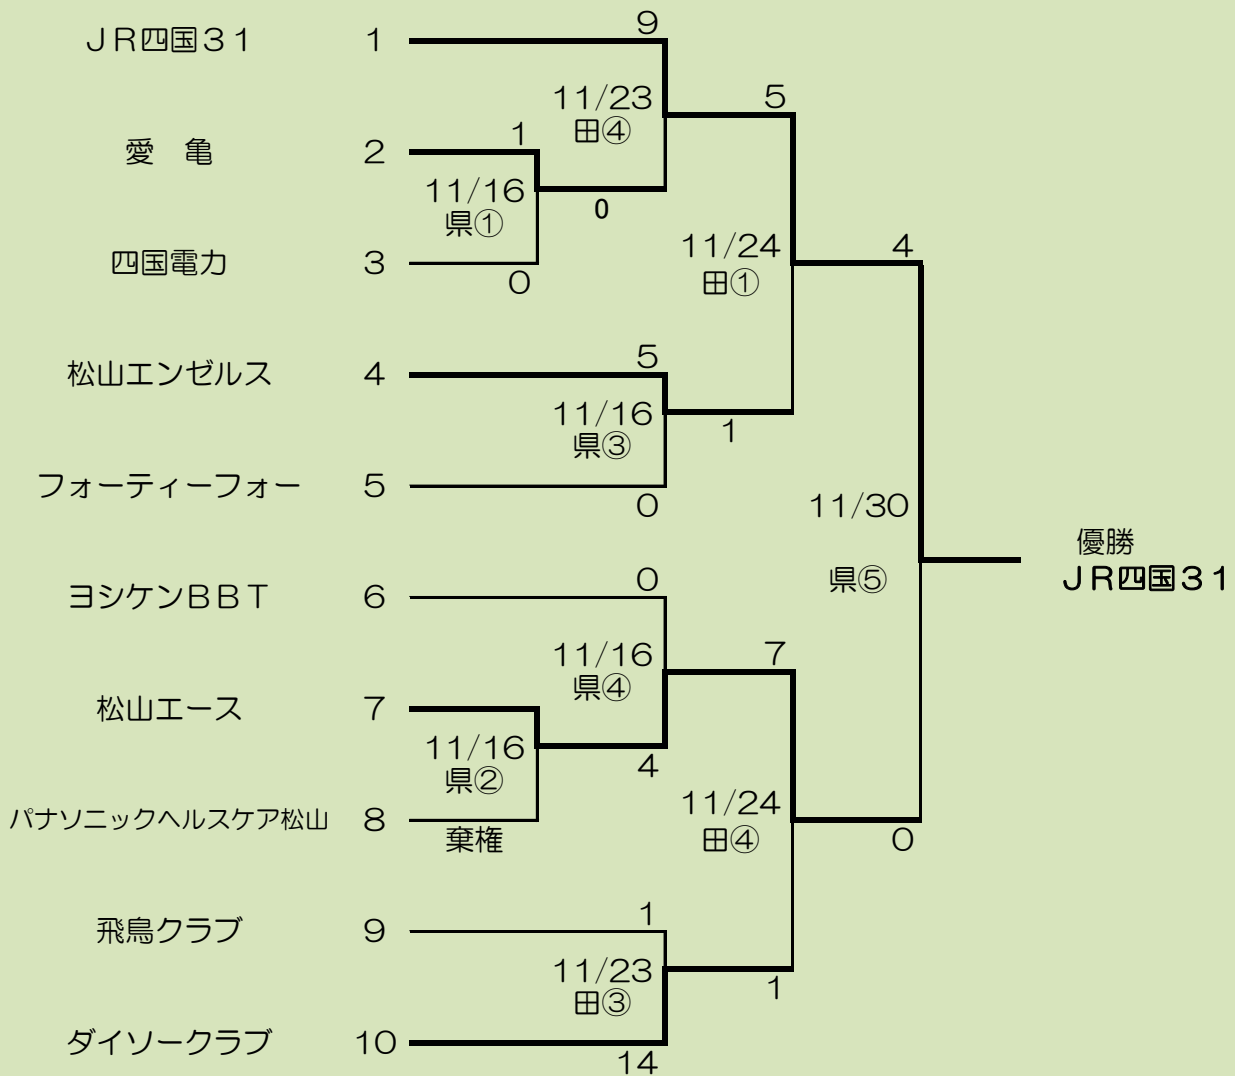 ＪＲ四国３１ 1 9
11/23 5
田④
愛　亀 2 1
11/16
県① 0
四国電力 3 0
11/24 4
田①
松山エンゼルス 4 5
11/16
県③ 1
フォーティーフォー 5 0
11/30
県⑤
優勝
ＪＲ四国３１
ヨシケンＢＢＴ 6 0
11/16 7
県④
松山エース 7
11/16 4
県②
パナソニックヘルスケア松山 8
棄権
11/24
田④ 0
飛鳥クラブ 9 1
11/23
田③ 1
ダイソークラブ 10 14